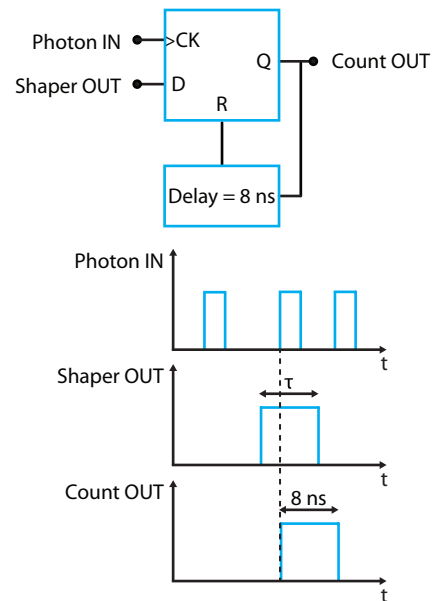 Photon IN
>CK
Shaper OUT
D
Q
Count OUT
R
Delay = 8 ns
Photon IN
t
Shaper OUT
τ
t
Count OUT
8 ns
t